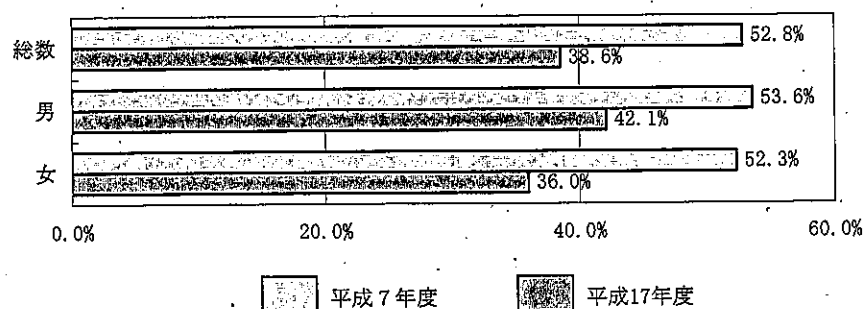 総数 52.8%
38.6%
男 53.6%
42.1%
女 52.3%
36.0%
0.0% 20.0% 40.0% 60.0%
平成7年度 平成17年度